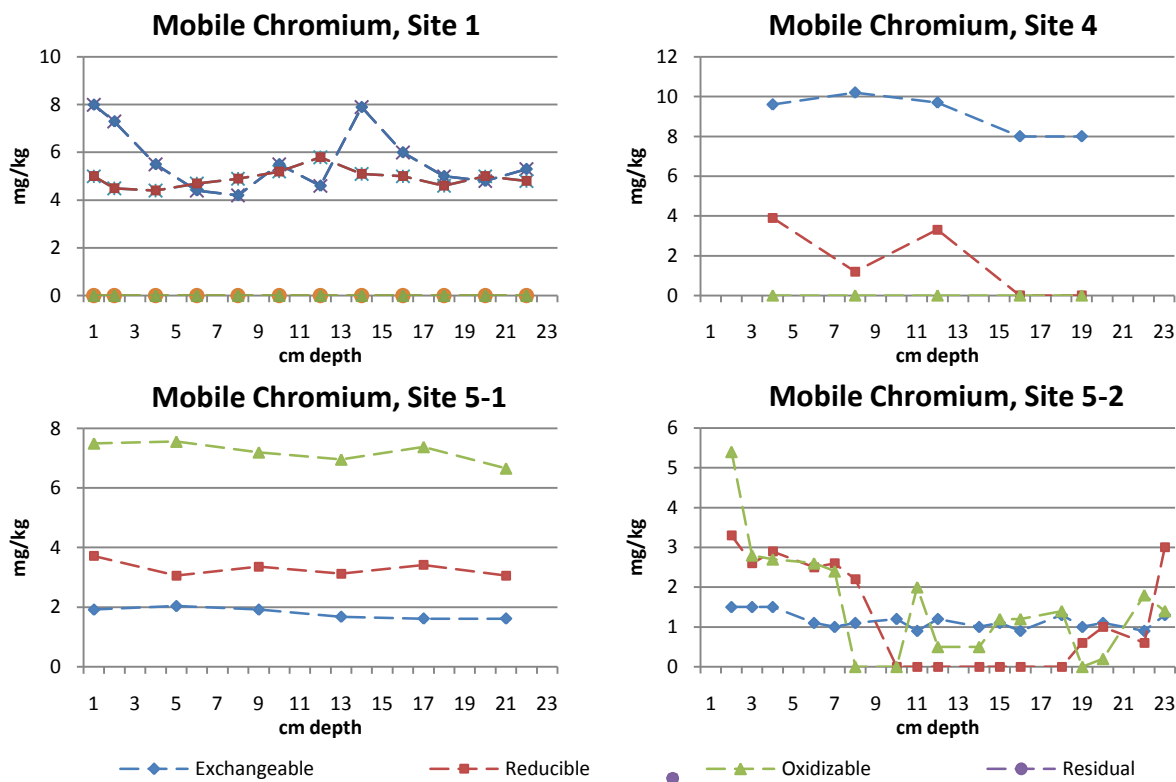 Mobile Chromium, Site 1
10
8
6
4
2
0
mg/kg
1 3 5 7 9 11 13 15 17 19 21 23
cm depth
Mobile Chromium, Site 4
12
10
8
6
4
2
0
mg/kg
1 3 5 7 9 11 13 15 17 19 21 23
cm depth
Mobile Chromium, Site 5-1
8
6
4
2
0
mg/kg
1 3 5 7 9 11 13 15 17 19 21 23
cm depth
Mobile Chromium, Site 5-2
6
5
4
3
2
1
0
mg/kg
1 3 5 7 9 11 13 15 17 19 21 23
cm depth
Exchangeable Reducible Oxidizable Residual